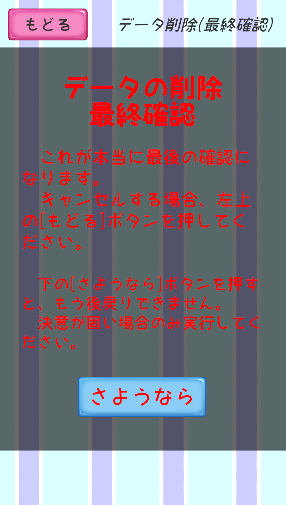 もどる
データ削除(最終確認)
データの削除
最終確認
これが本当に最後の確認に
なります。
キャンセルする場合、左上
の[もどる]ボタンを押してく
ださい。
下の[さようなら]ボタンを押す
と、もう後戻りできません。
決意が固い場合のみ実行してく
ださい。
さようなら